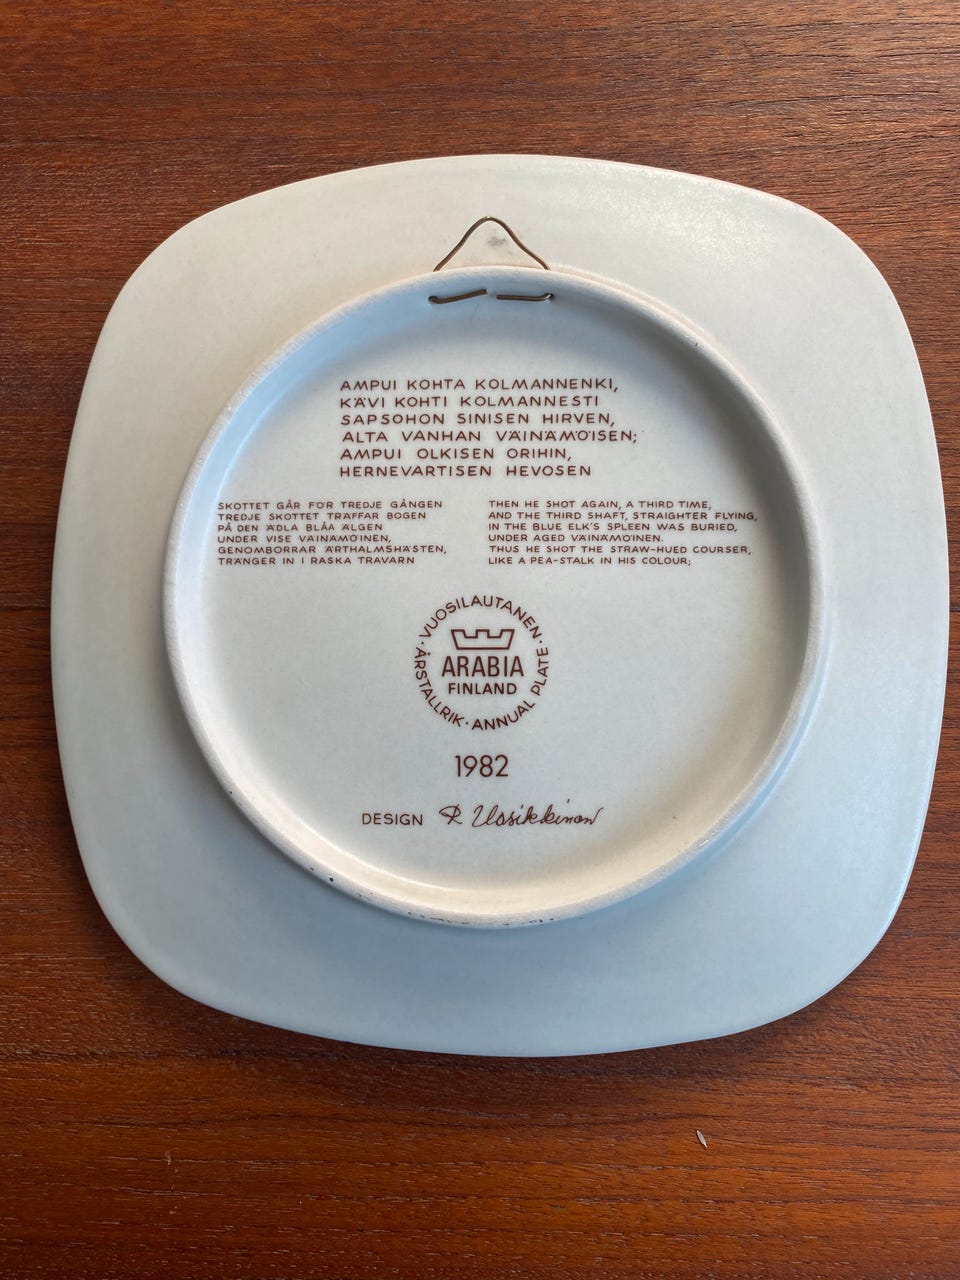 AMPUI KOHTA KOLMANNENKI,
KÄVI KOHTI KOLMANNESTI
SAPSOHON SINISEN HIRVEN,
ALTA VANHAN VÄINÄMÖISEN;
AMPUI OLKISEN ORIHIN,
HERNEVARTISEN HEVOSEN
SKOTTET GÅR FÖR TREDJE GÅNGEN
TREDJE SKOTTET TRÄFFAR BOGEN
PÅ DEN ÄDLA BLÅA ÄLGEN
UNDER VISE VÄINÄMÖINEN,
GENOMBORRAR ÄRTHALMSHÄSTEN,
TRÄNGER IN I RASKA TRAVARN
THEN HE SHOT AGAIN, A THIRD TIME,
AND THE THIRD SHAFT, STRAIGHTER FLYING,
IN THE BLUE ELK'S SPLEEN WAS BURIED,
UNDER AGED VÄINÄMÖINEN.
THUS HE SHOT THE STRAW-HUED COURSER,
LIKE A PEA-STALK IN HIS COLOUR;
· VUOSILAUTANEN ·
ARABIA
FINLAND
ÅRSTALLRIK · ANNUAL PLATE
1982
DESIGN R Uosikkinen